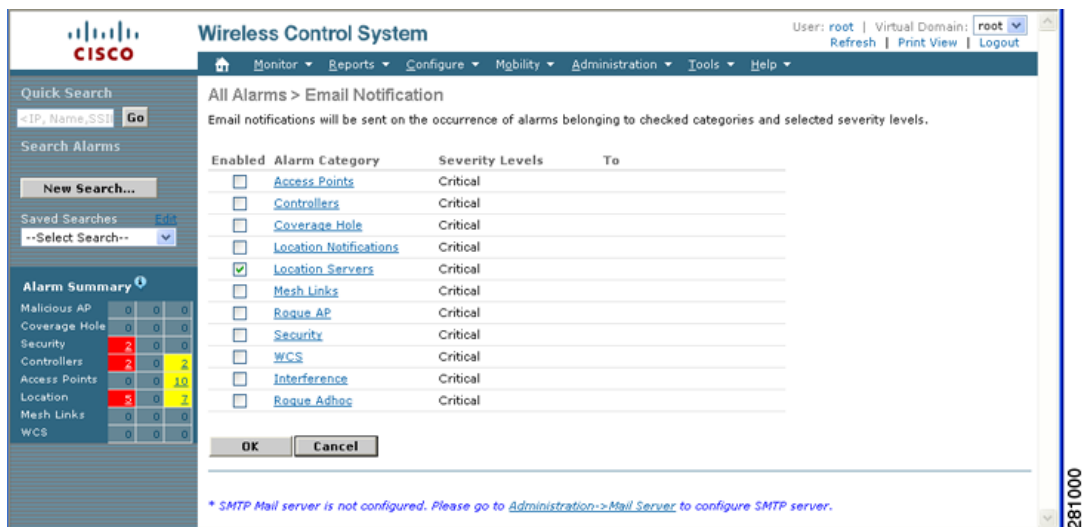 CISCO
Wireless Control System
User: root | Virtual Domain: root
Refresh | Print View | Logout
Monitor Reports Configure Mobility Administration Tools Help
Quick Search
<IP, Name,SSI Go
Search Alarms
New Search...
Saved Searches Edit
--Select Search--
Alarm Summary
Malicious AP 0 0 0
Coverage Hole 0 0 0
Security 2 0 0
Controllers 2 0 2
Access Points 0 0 10
Location 5 0 7
Mesh Links 0 0 0
WCS 0 0 0
All Alarms > Email Notification
Email notifications will be sent on the occurrence of alarms belonging to checked categories and selected severity levels.
Enabled Alarm Category Severity Levels To
Access Points Critical
Controllers Critical
Coverage Hole Critical
Location Notifications Critical
Location Servers Critical
Mesh Links Critical
Rogue AP Critical
Security Critical
WCS Critical
Interference Critical
Rogue Adhoc Critical
OK Cancel
* SMTP Mail server is not configured. Please go to Administration->Mail Server to configure SMTP server.
281000